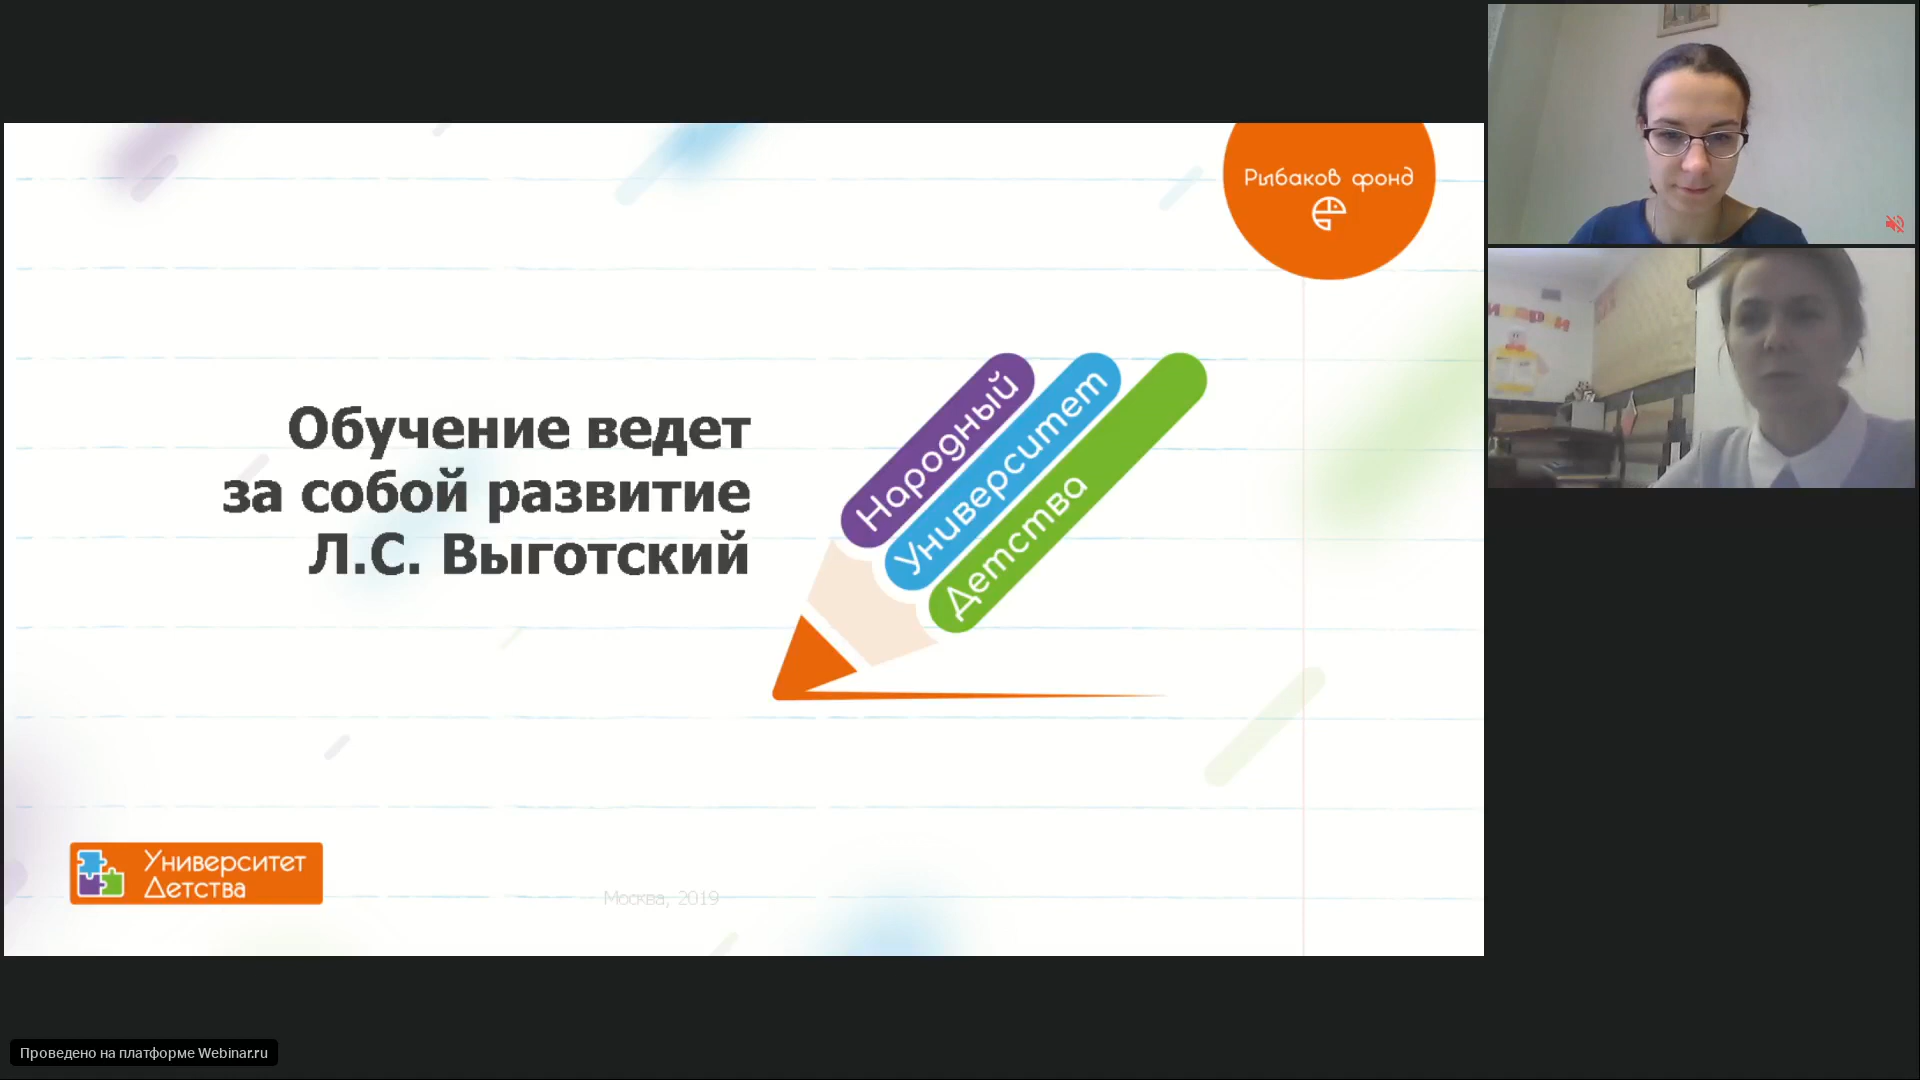 Рыбаков фонд
Обучение ведет
за собой развитие
Л.С. Выготский
Народный
Университет
Детства
Университет
Детства
Москва, 2019
Проведено на платформе Webinar.ru